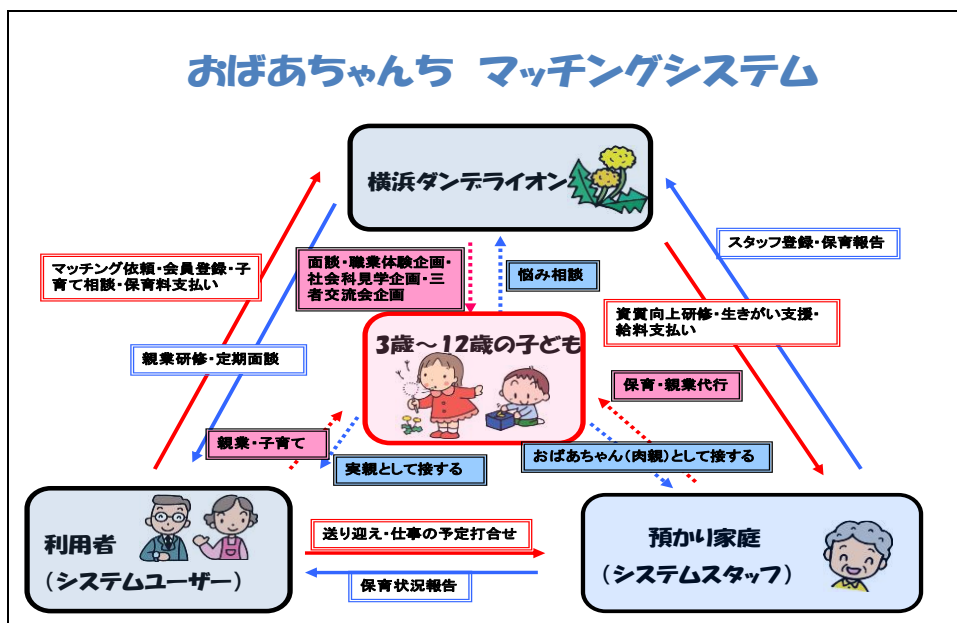 おばあちゃんち マッチングシステム
横浜ダンデライオン
スタッフ登録・保育報告
マッチング依頼・会員登録・子
育て相談・保育料支払い
面談・職業体験企画・
社会科見学企画・三
者交流会企画
悩み相談
資質向上研修・生きがい支援・
給料支払い
3歳～12歳の子ども
親業研修・定期面談
保育・親業代行
親業・子育て
実親として接する
おばあちゃん(肉親)として接する
利用者
(システムユーザー)
送り迎え・仕事の予定打合せ
保育状況報告
預かり家庭
(システムスタッフ)